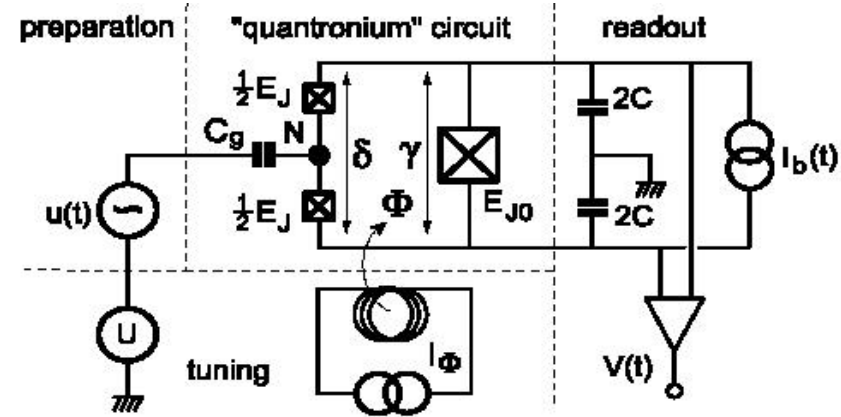 preparation
"quantronium" circuit
readout
½E_J
C_g
N
δ
γ
2C
I_b(t)
u(t)
½E_J
Φ
E_J0
2C
U
tuning
I_Φ
V(t)